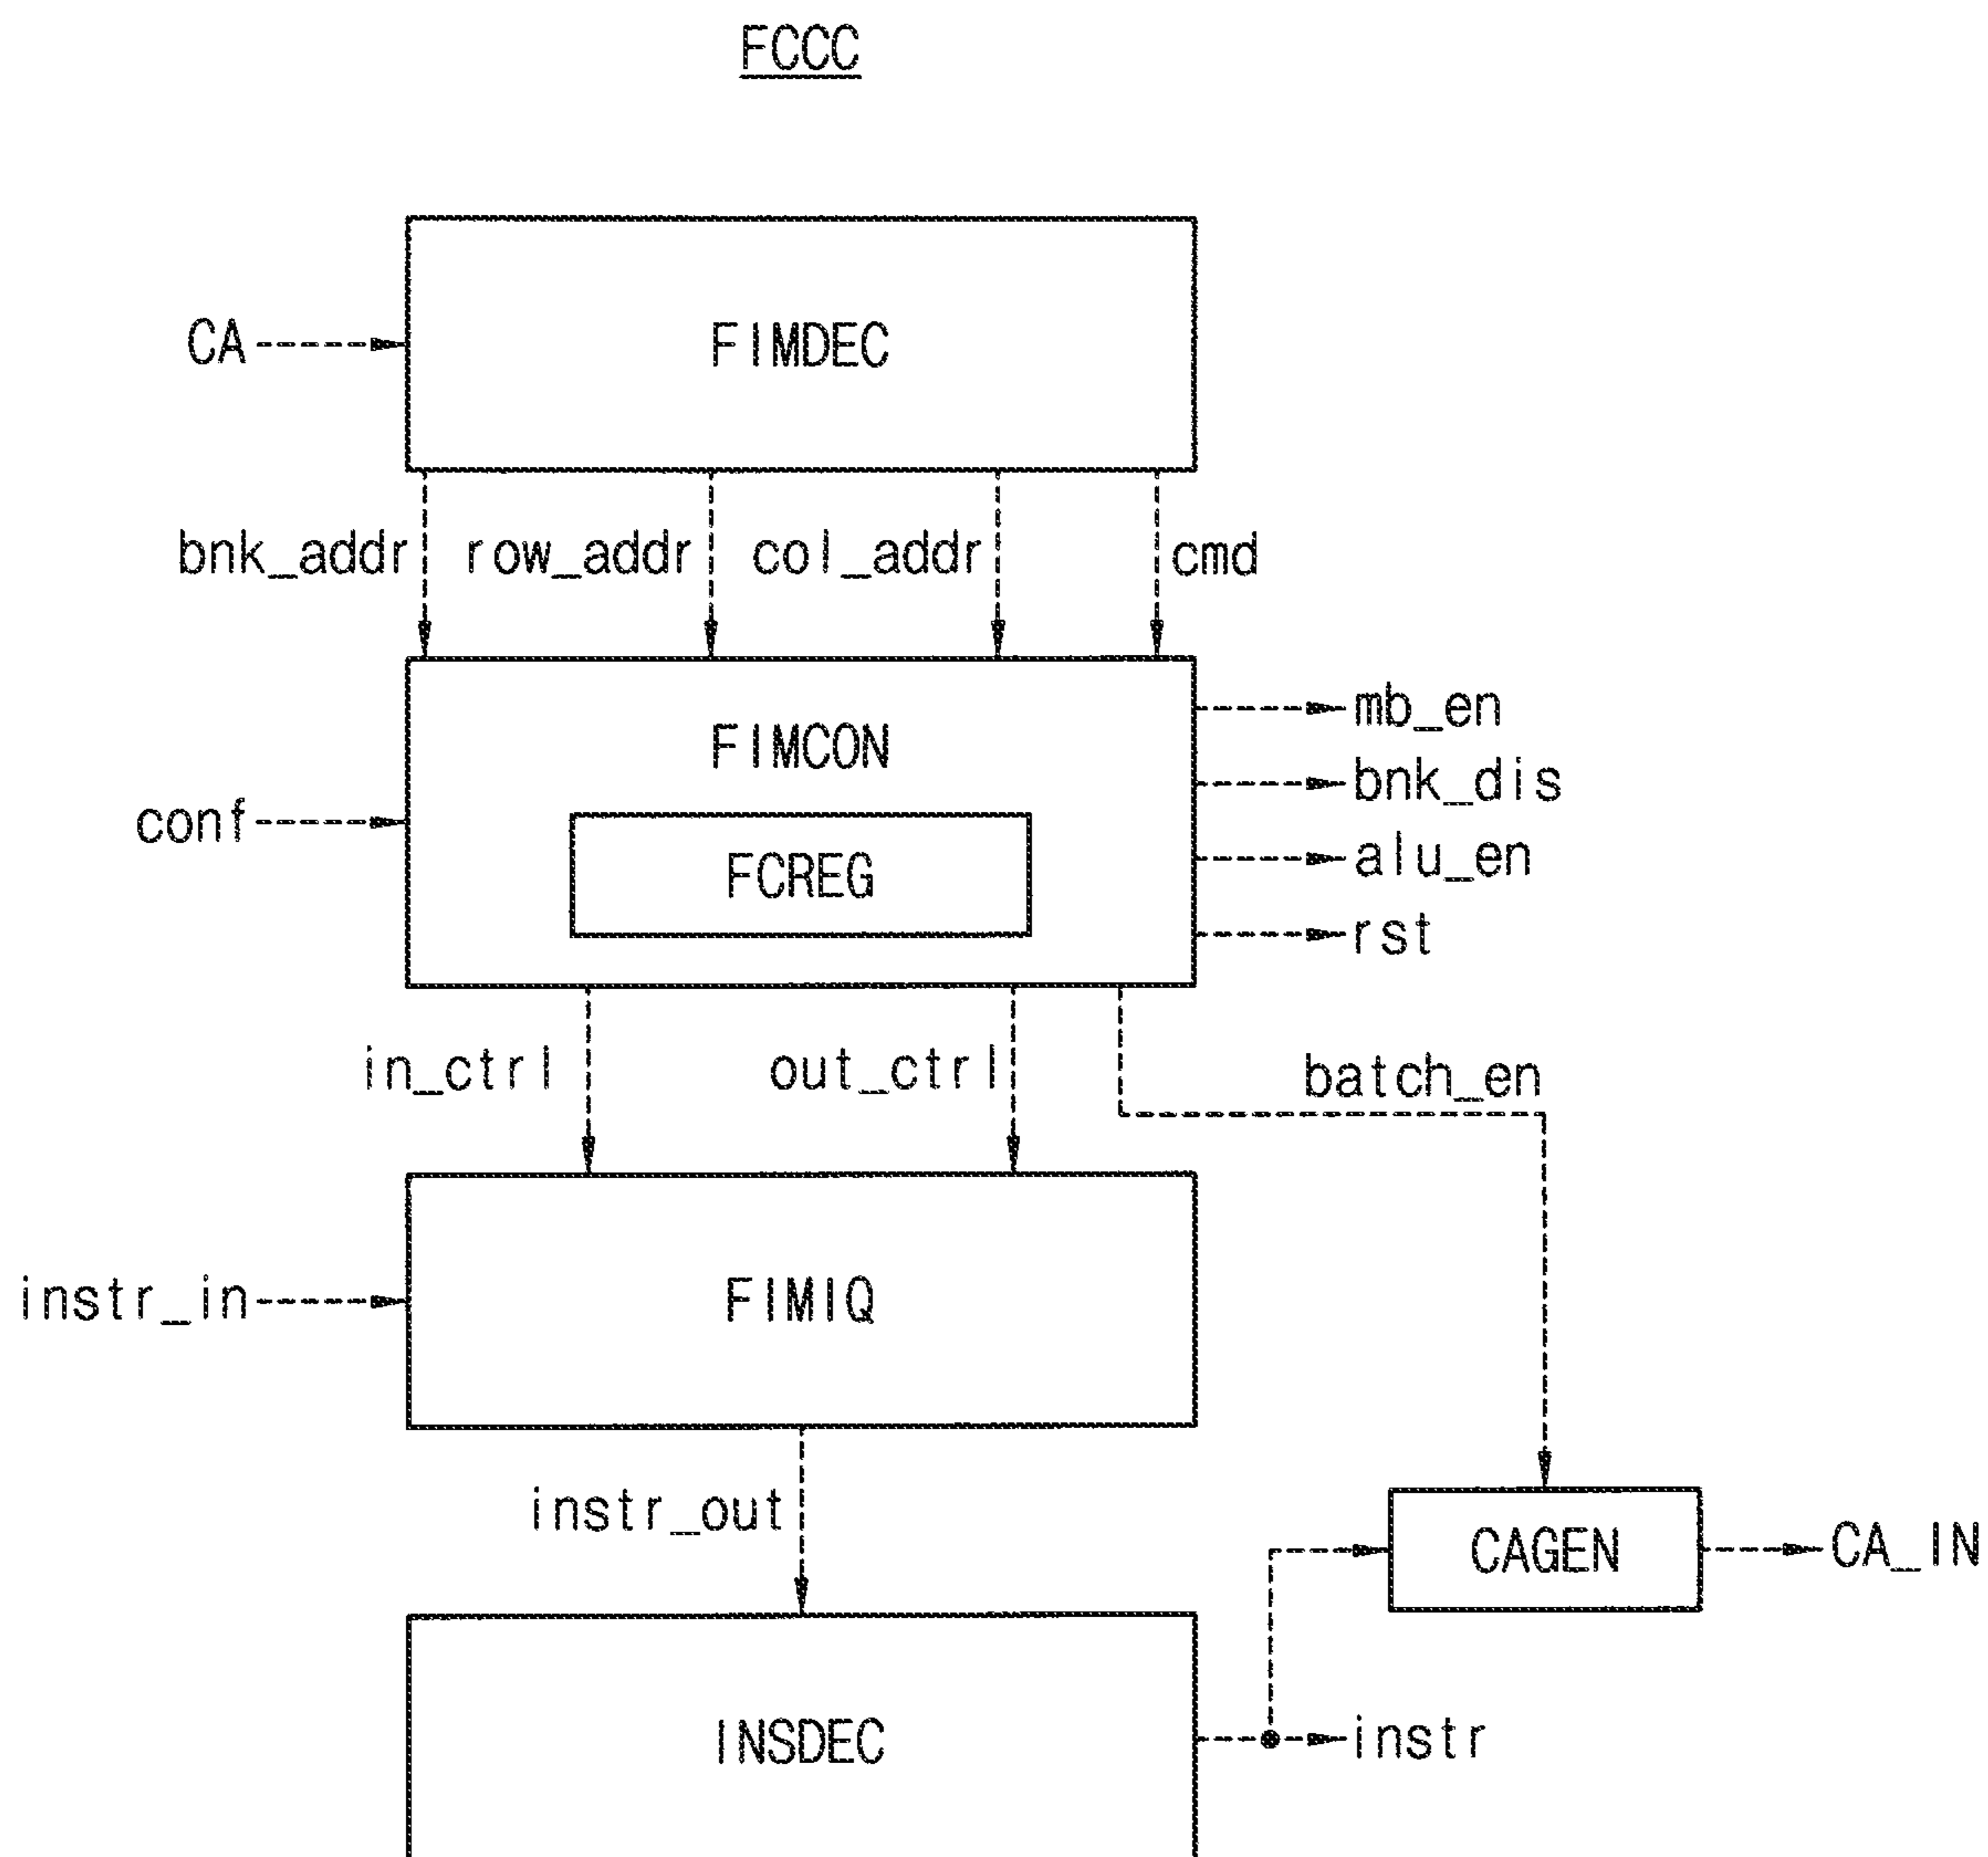 FCCC
CA
FIMDEC
bnk_addr
row_addr
col_addr
cmd
FIMCON
mb_en
bnk_dis
conf
FCREG
alu_en
rst
in_ctrl
out_ctrl
batch_en
instr_in
FIMIQ
instr_out
CAGEN
CA_IN
INSDEC
instr